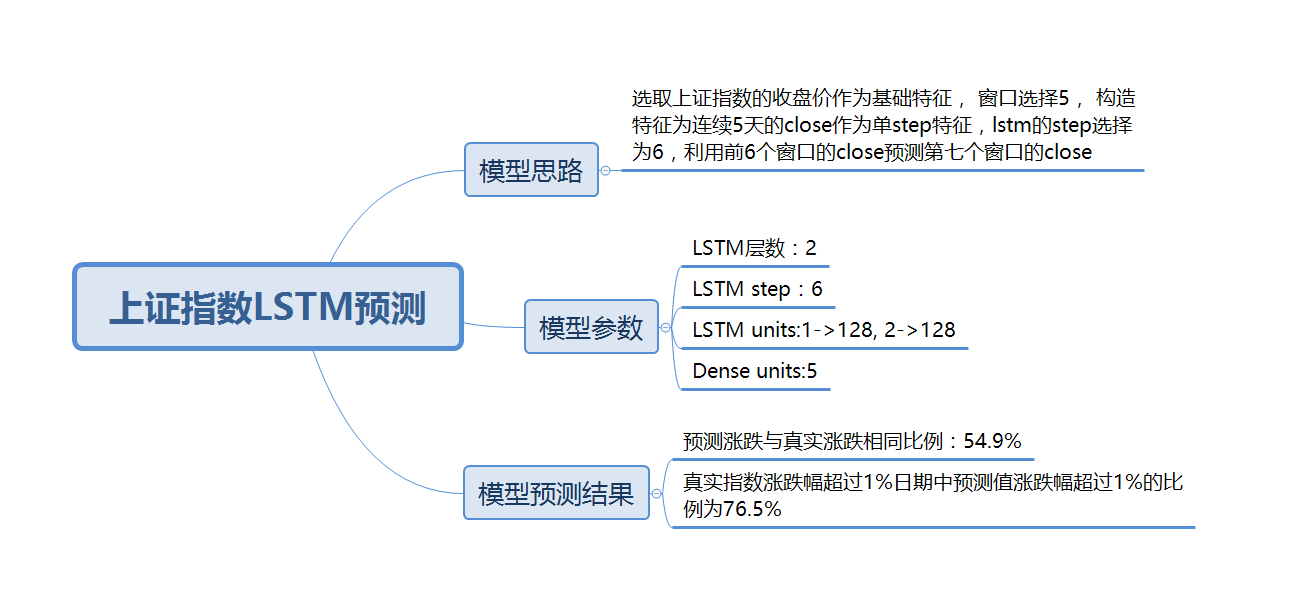 选取上证指数的收盘价作为基础特征， 窗口选择5， 构造
特征为连续5天的close作为单step特征，lstm的step选择
为6，利用前6个窗口的close预测第七个窗口的close
模型思路
LSTM层数：2
LSTM step：6
LSTM units:1->128, 2->128
Dense units:5
上证指数LSTM预测
模型参数
预测涨跌与真实涨跌相同比例：54.9%
真实指数涨跌幅超过1%日期中预测值涨跌幅超过1%的比
例为76.5%
模型预测结果